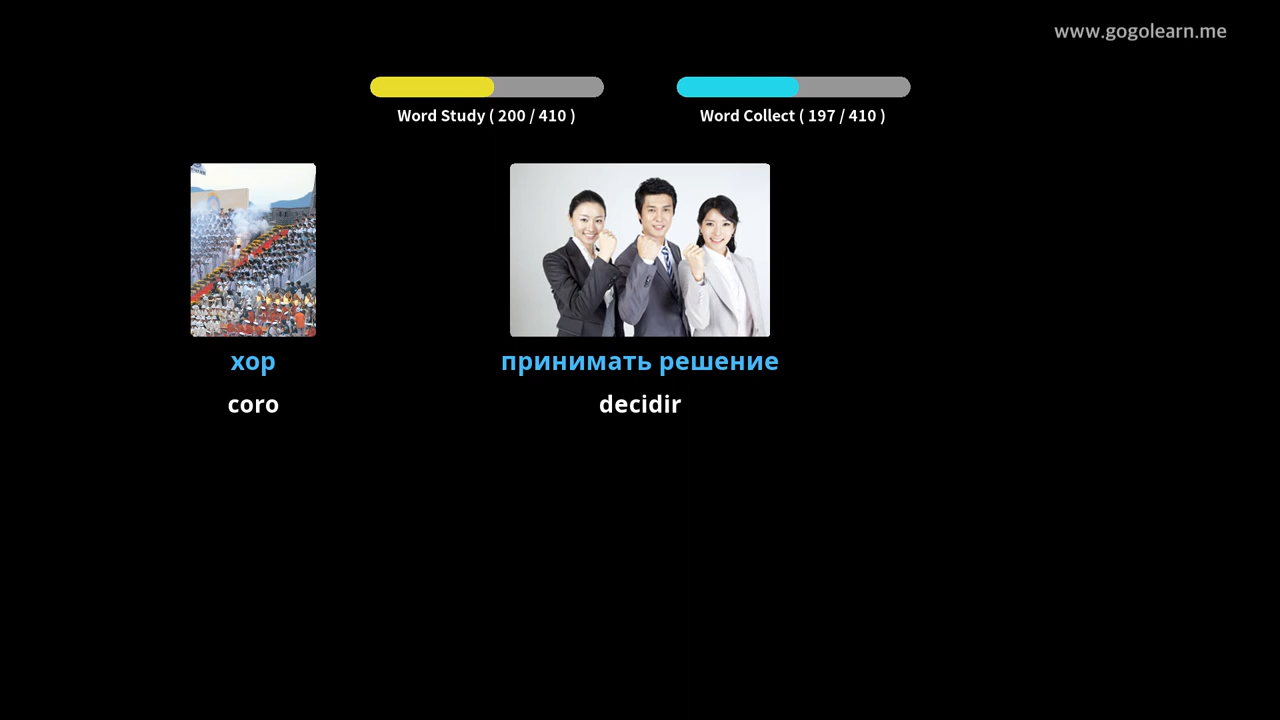 www.gogolearn.me
Word Study ( 200 / 410 )
Word Collect ( 197 / 410 )
хор
coro
принимать решение
decidir